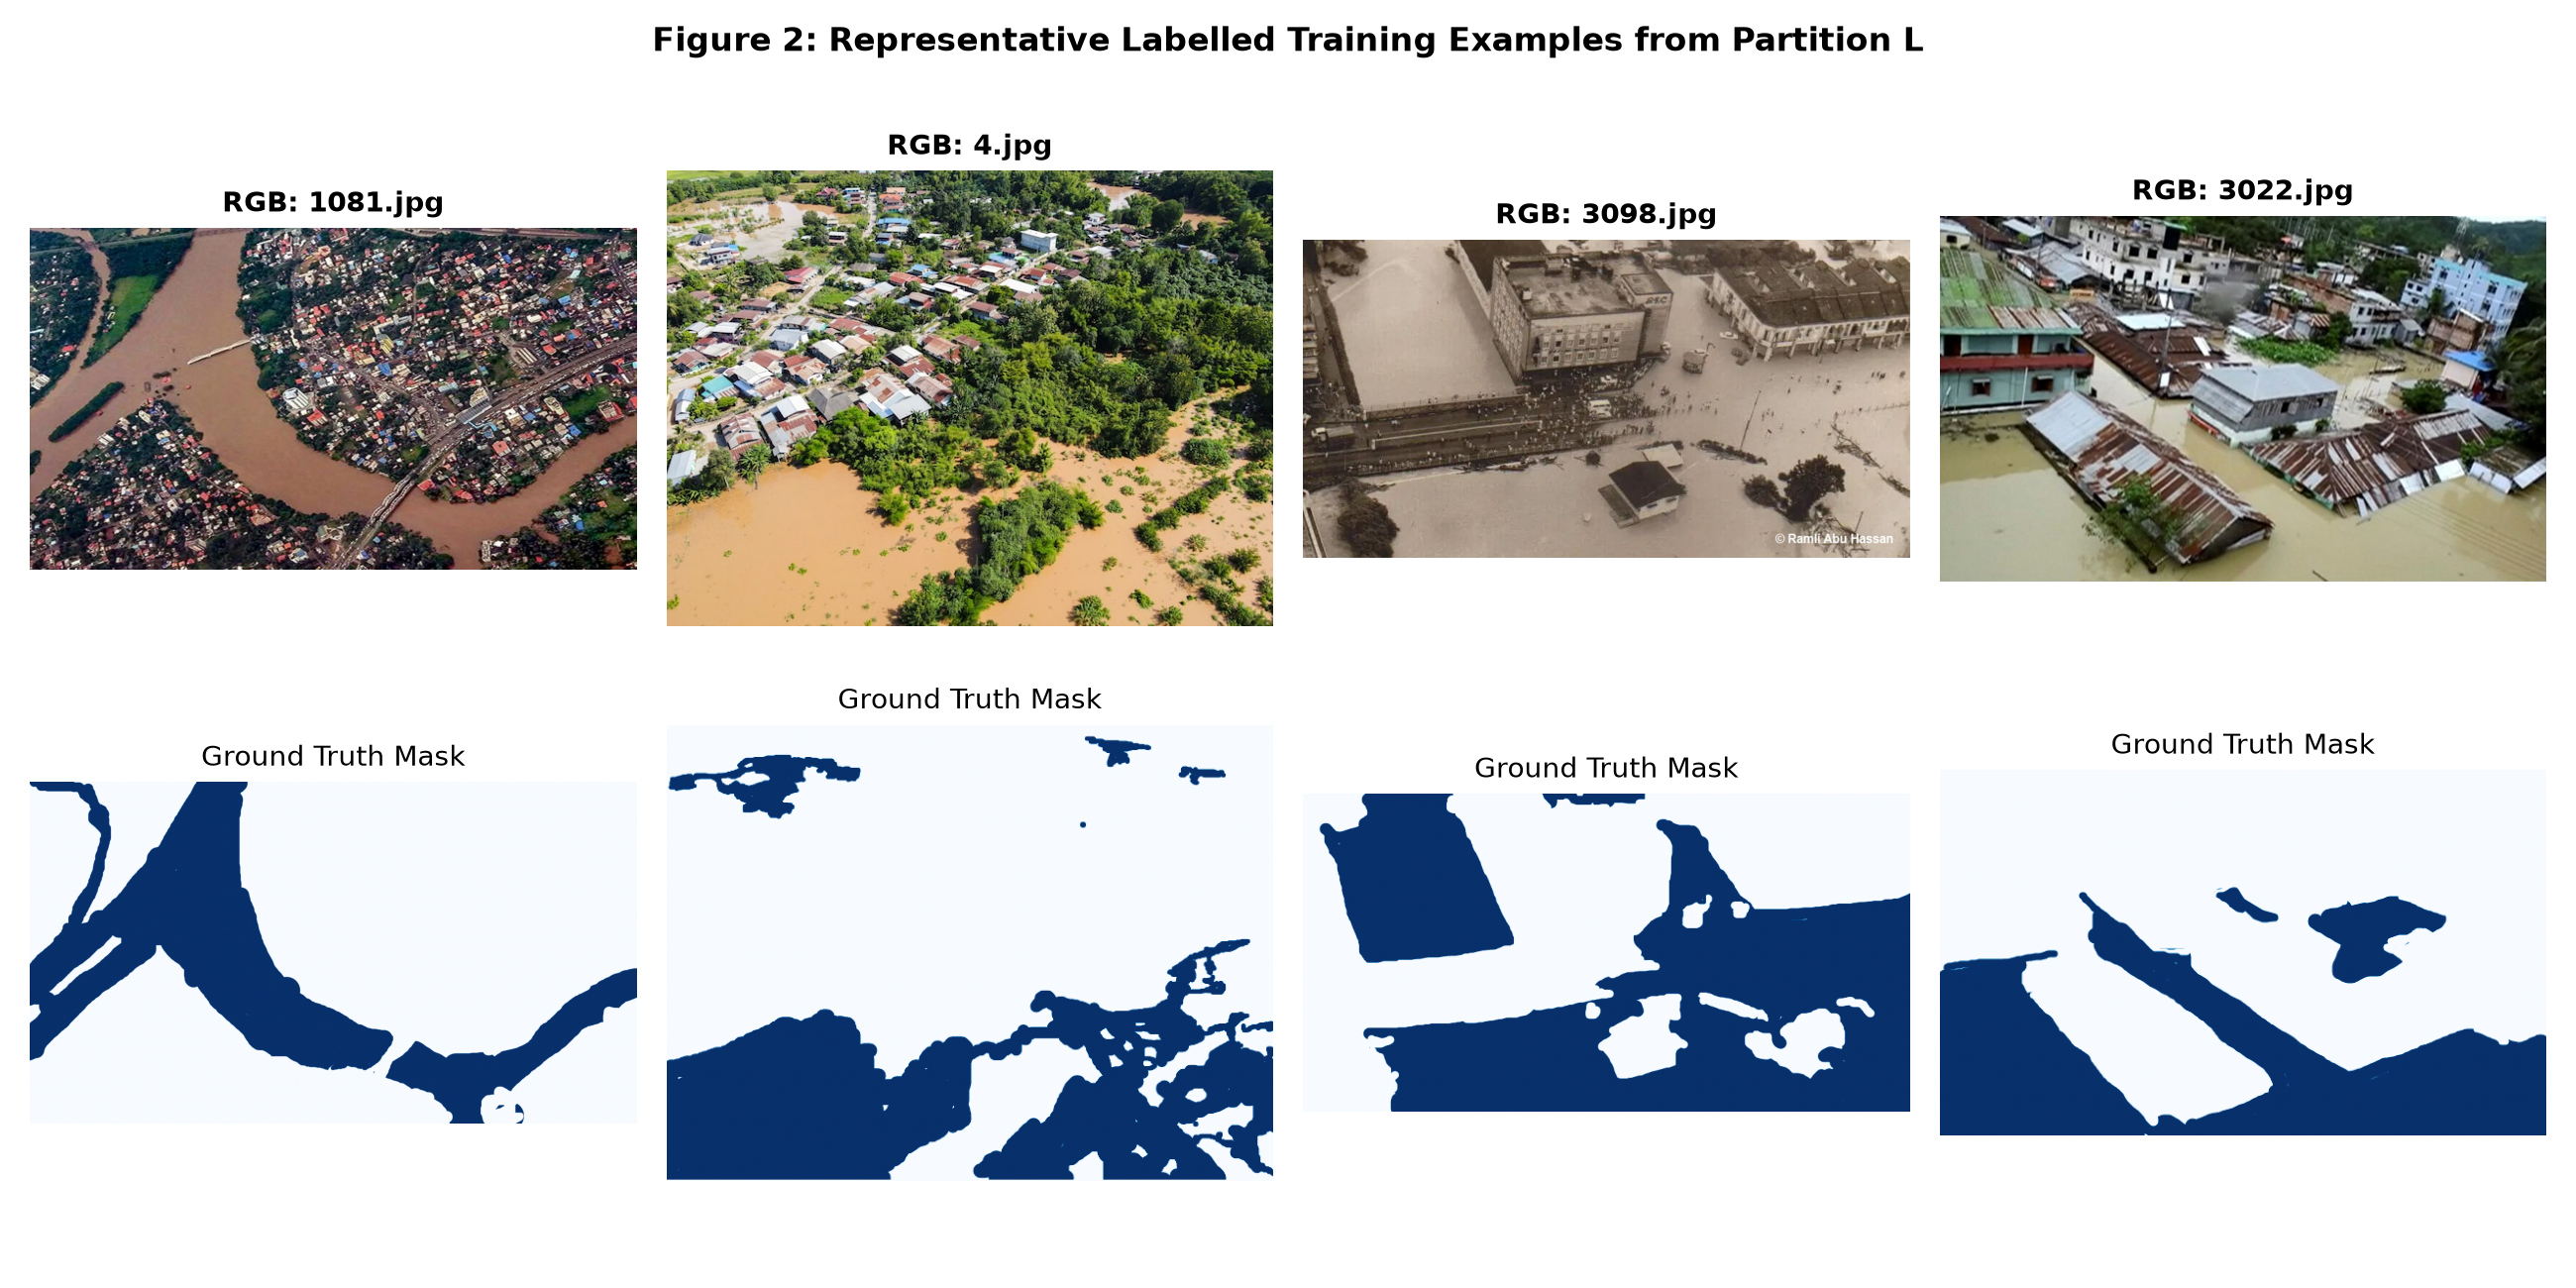 Figure 2: Representative Labelled Training Examples from Partition L
RGB: 1081.jpg
RGB: 4.jpg
RGB: 3098.jpg
RGB: 3022.jpg
© Ramli Abu Hassan
Ground Truth Mask
Ground Truth Mask
Ground Truth Mask
Ground Truth Mask